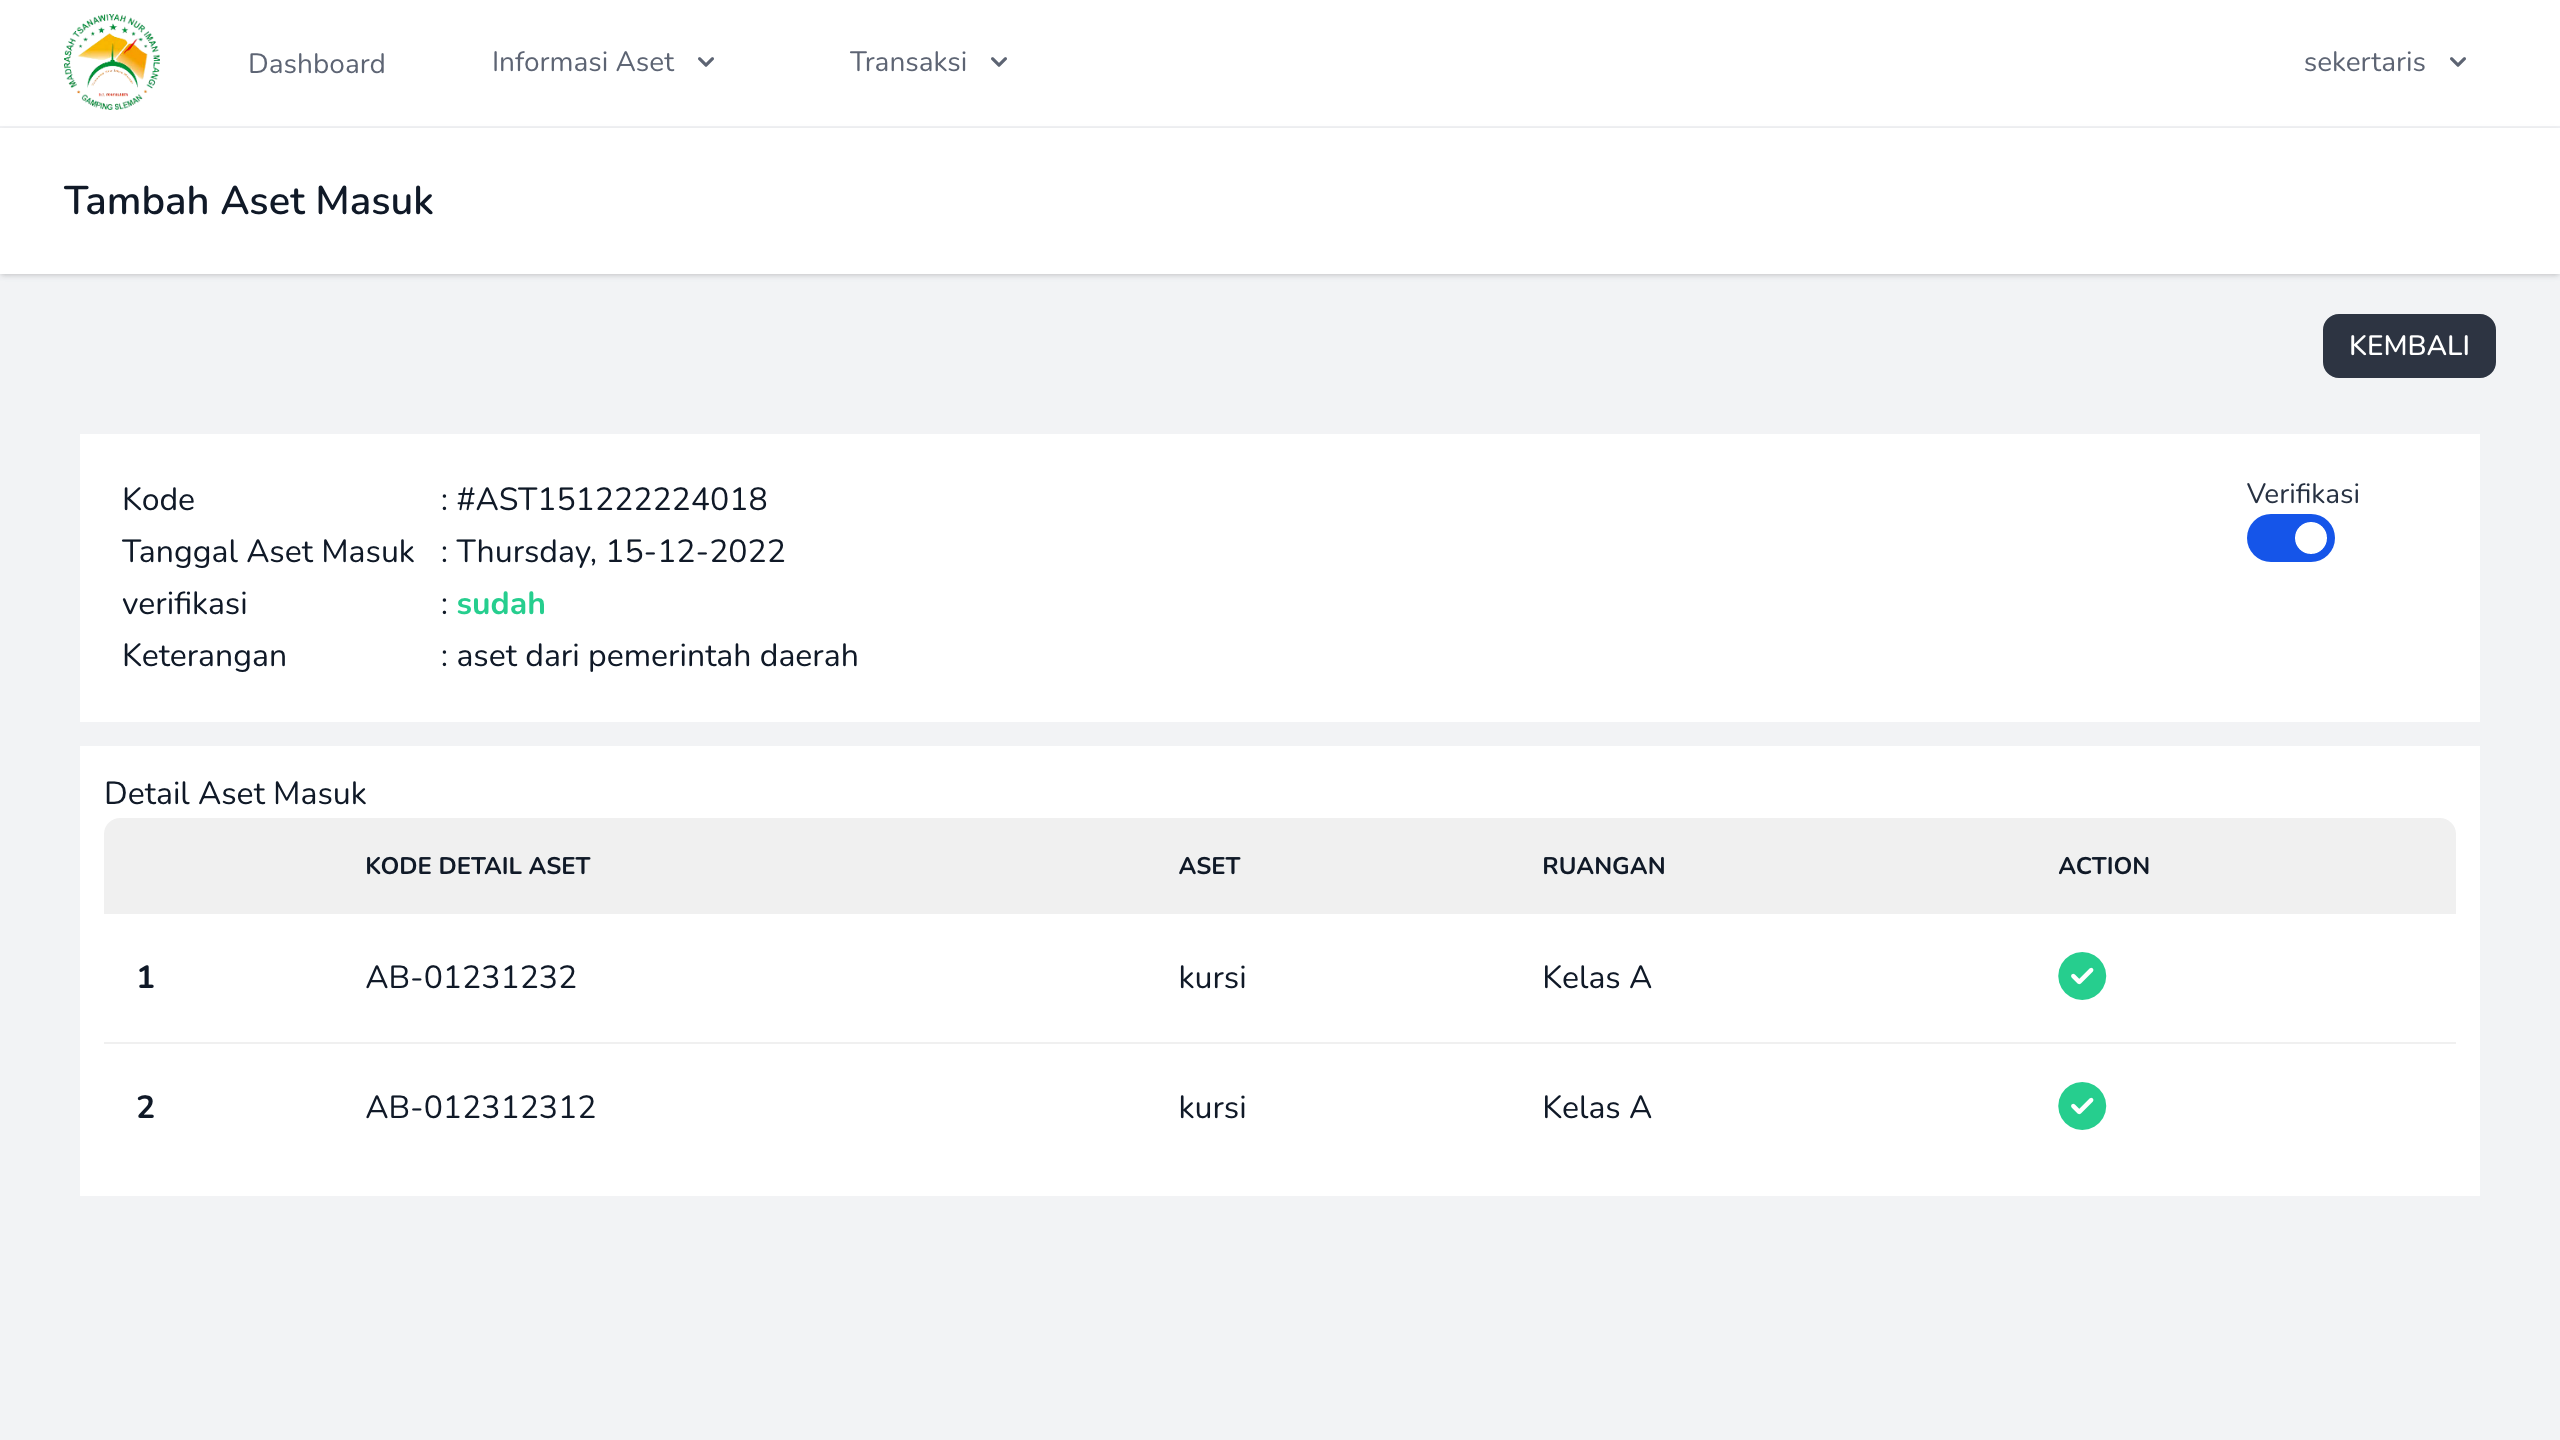 MADRASAH TSANAWIYAH NUR IMAN MLANGI
GAMPING SLEMAN
Dashboard
Informasi Aset
Transaksi
sekertaris
Tambah Aset Masuk
KEMBALI
Kode : #AST151222224018
Tanggal Aset Masuk : Thursday, 15-12-2022
verifikasi : sudah
Keterangan : aset dari pemerintah daerah
Verifikasi
Detail Aset Masuk
KODE DETAIL ASET ASET RUANGAN ACTION
1 AB-01231232 kursi Kelas A
2 AB-012312312 kursi Kelas A